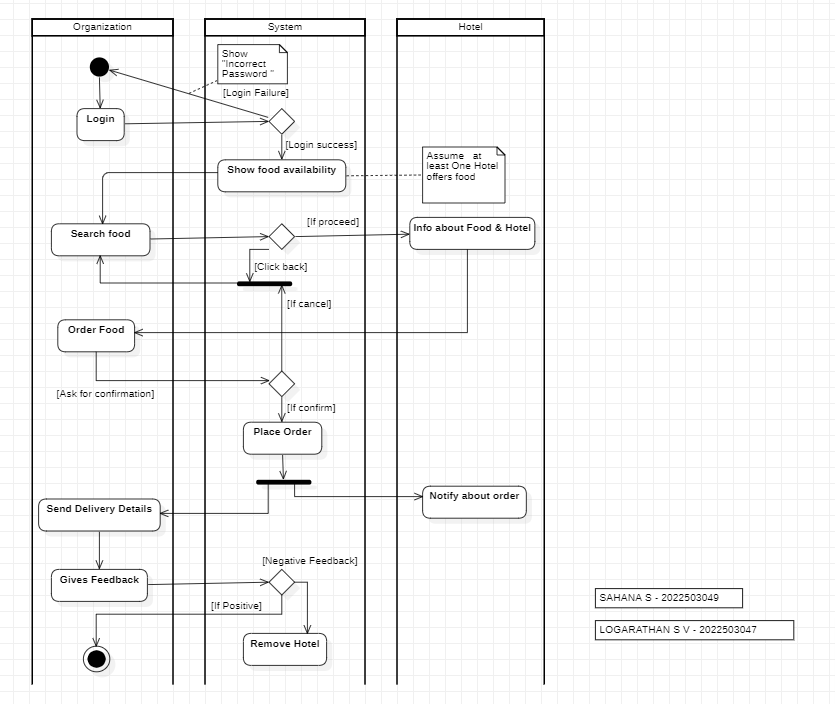 Organization
System
Hotel
Show
"Incorrect
Password "
[Login Failure]
Login
[Login success]
Assume at
least One Hotel
offers food
Show food availability
Search food
[If proceed]
Info about Food & Hotel
[Click back]
[If cancel]
Order Food
[Ask for confirmation]
[If confirm]
Place Order
Notify about order
Send Delivery Details
[Negative Feedback]
Gives Feedback
[If Positive]
Remove Hotel
SAHANA S - 2022503049
LOGARATHAN S V - 2022503047